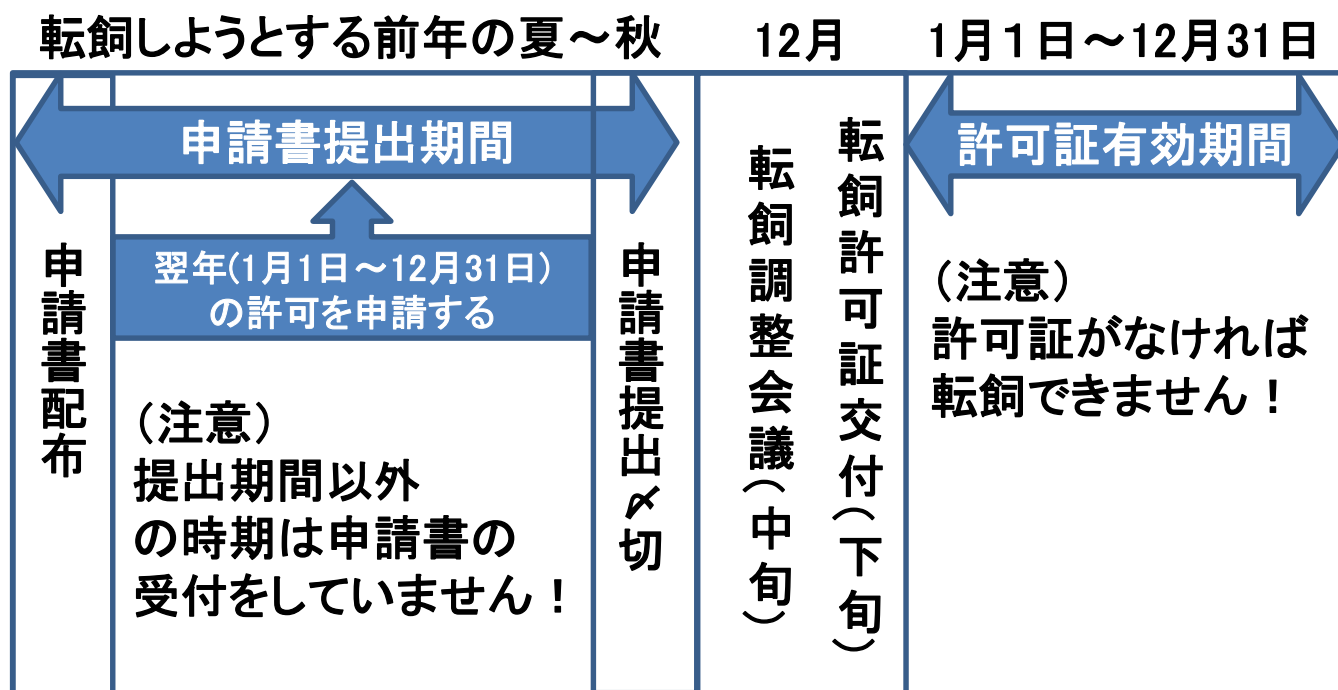 転飼しようとする前年の夏～秋
12月
1月１日～12月31日
申請書提出期間
許可証有効期間
翌年(1月1日～12月31日)
の許可を申請する
申請書配布
（注意）
提出期間以外
の時期は申請書の
受付をしていません！
申請書提出〆切
転飼調整会議（中旬）
転飼許可証交付（下旬）
（注意）
許可証がなければ
転飼できません！